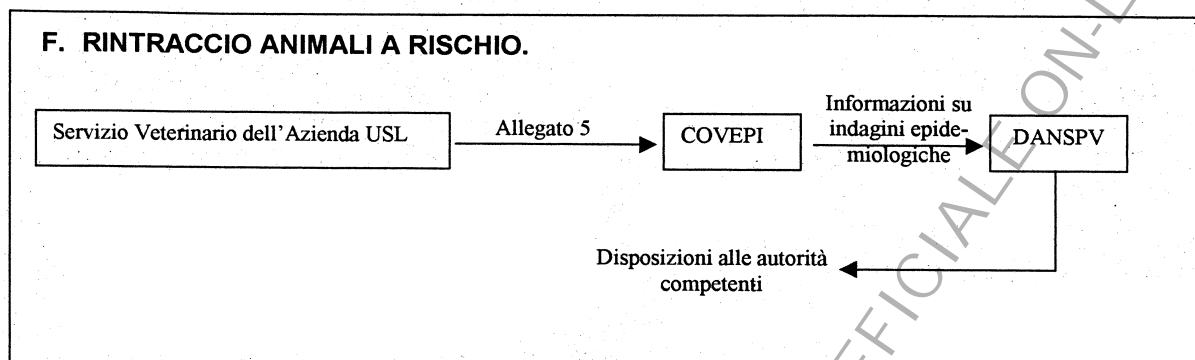 F. RINTRACCIO ANIMALI A RISCHIO.
Servizio Veterinario dell'Azienda USL
Allegato 5
COVEPI
Informazioni su
indagini epide-
miologiche
DANSPV
Disposizioni alle autorità
competenti